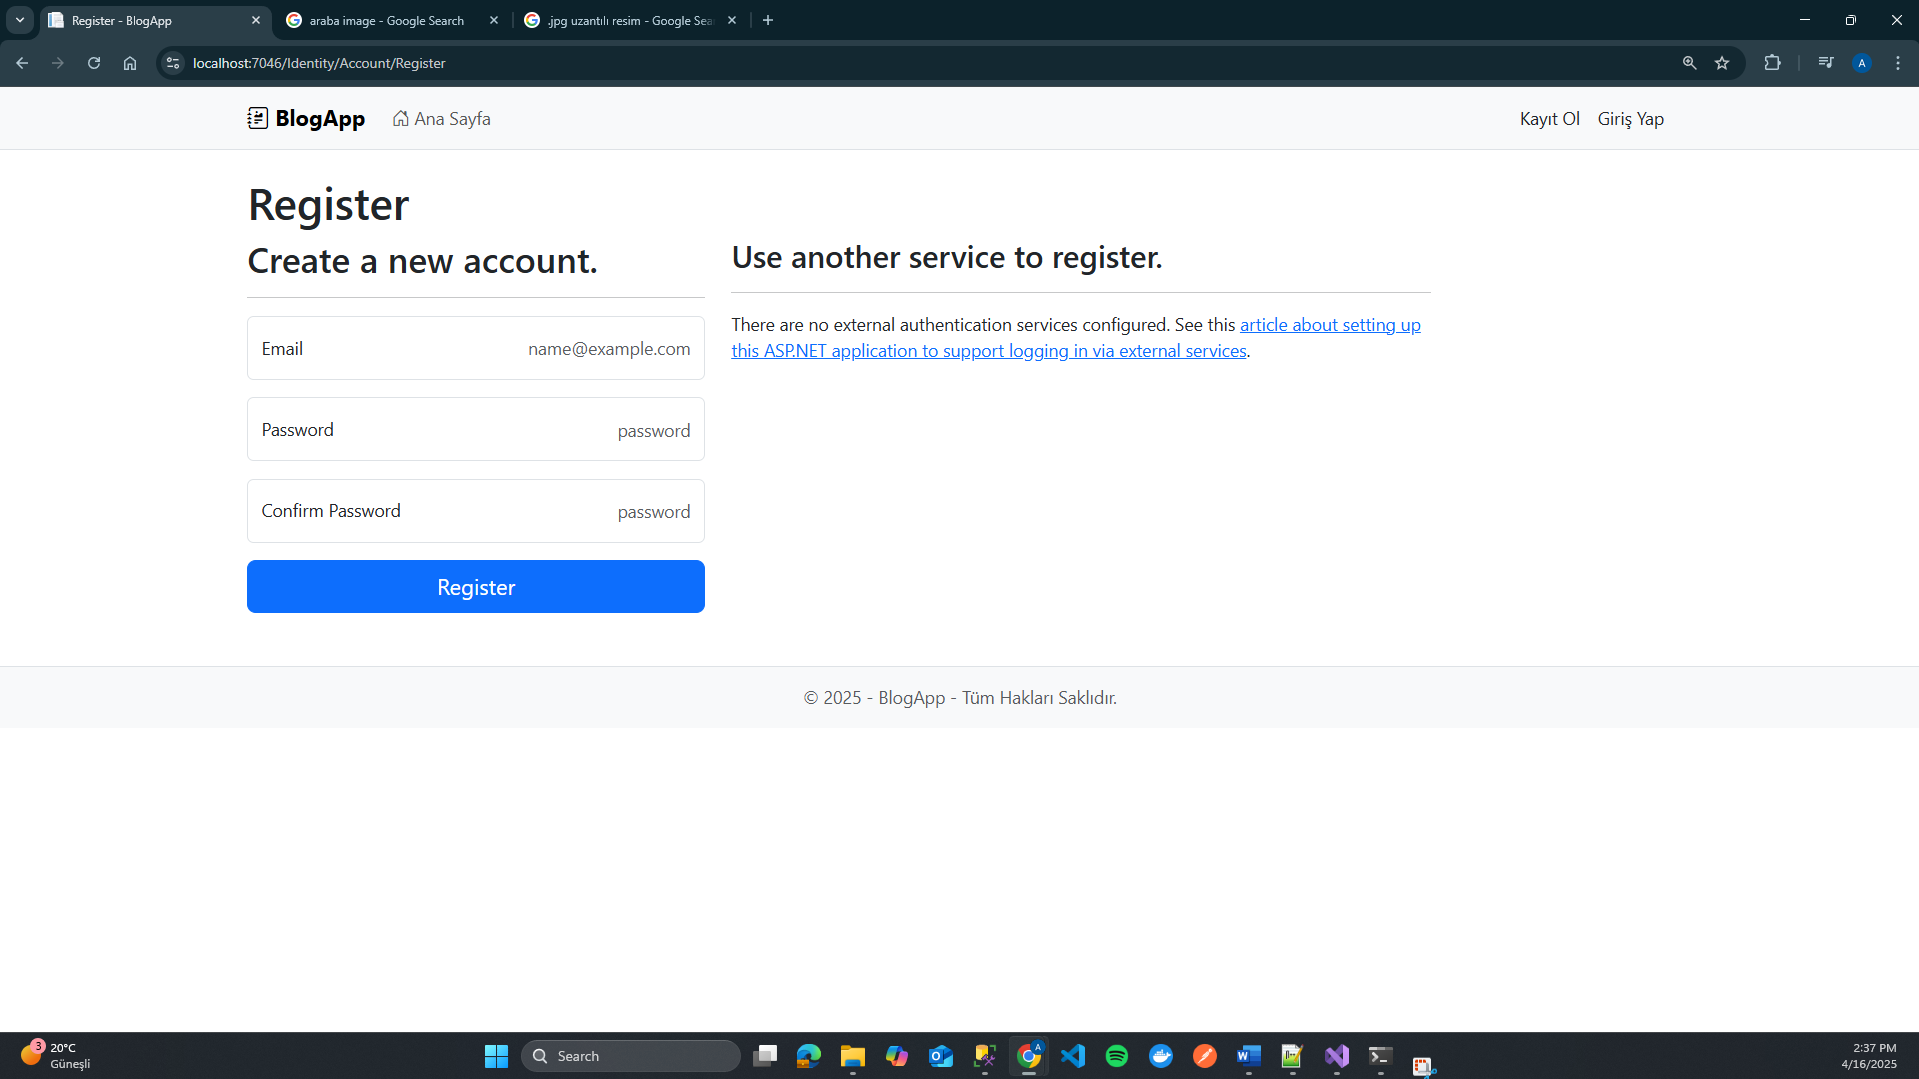 Register - BlogApp
araba image - Google Search
.jpg uzantılı resim - Google Sea
localhost:7046/Identity/Account/Register
A
BlogApp
Ana Sayfa
Kayıt Ol
Giriş Yap
Register
Create a new account.
Email
name@example.com
Password
password
Confirm Password
password
Register
Use another service to register.
There are no external authentication services configured. See this article about setting up
this ASP.NET application to support logging in via external services.
© 2025 - BlogApp - Tüm Hakları Saklıdır.
3
20°C
Güneşli
Search
A
2:37 PM
4/16/2025